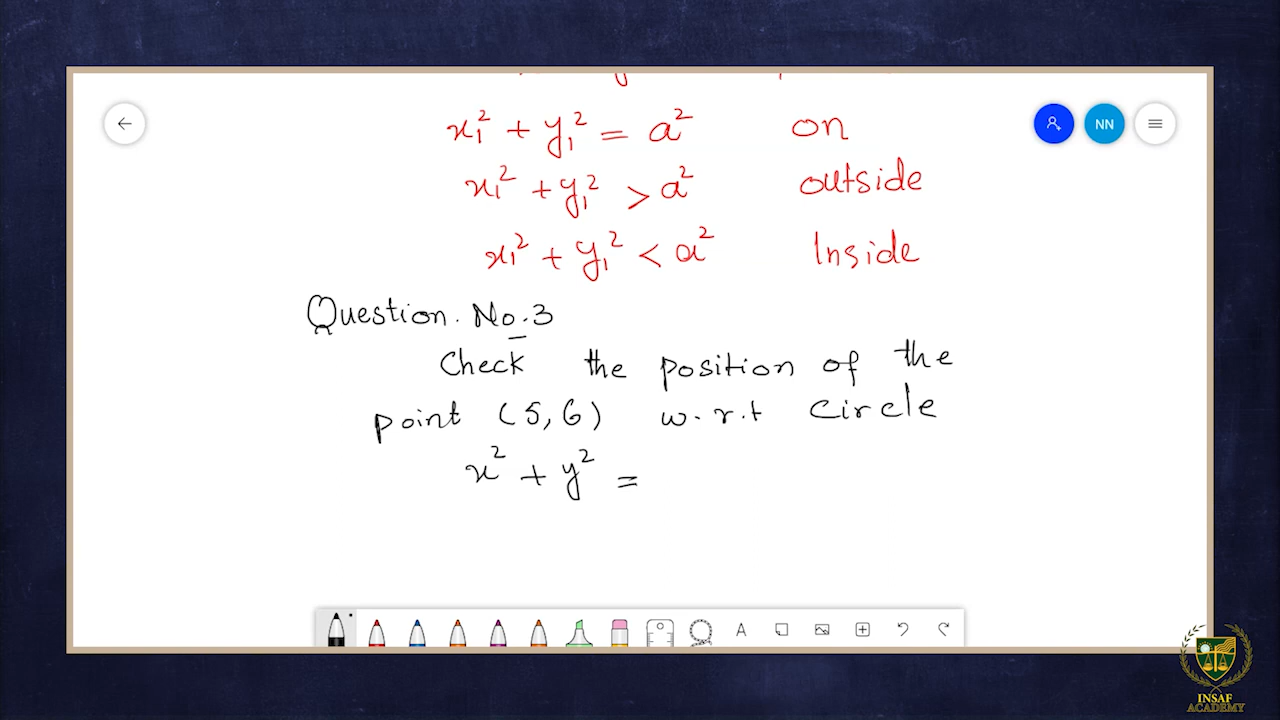 x₁² + y₁² = a² on
x₁² + y₁² > a² outside
x₁² + y₁² < a² Inside
NN
Question. No.3
Check the position of the
point (5,6) w.r.t circle
x² + y² =
A
INSAF
ACADEMY